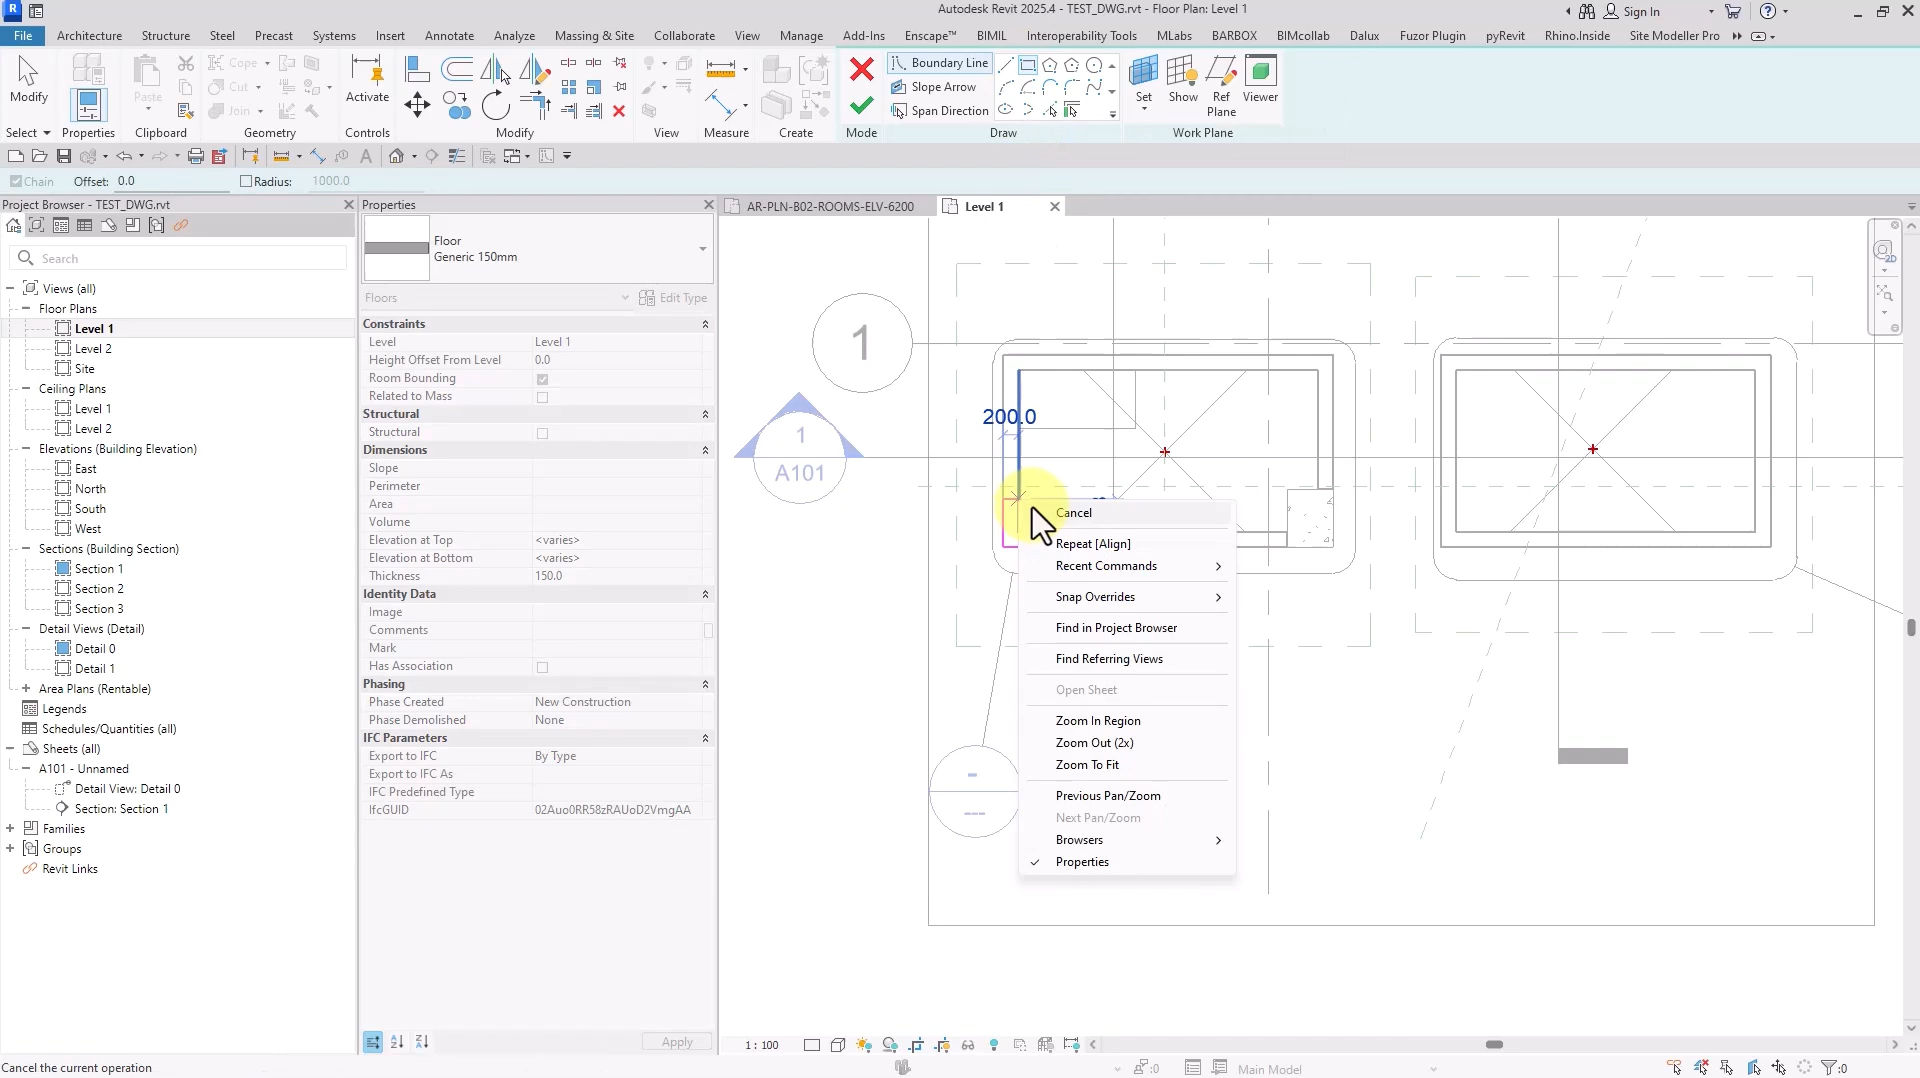 Autodesk Revit 2025.4 - TEST_DWG.rvt - Floor Plan: Level 1
Sign In
File Architecture Structure Steel Precast Systems Insert Annotate Analyze Massing & Site Collaborate View Manage Add-Ins Enscape™ BIMIL Interoperability Tools MLabs BARBOX BIMcollab Dalux Fuzor Plugin pyRevit Rhino.Inside Site Modeller Pro
Modify
Paste
Cope
Cut
Join
Activate
Boundary Line
Slope Arrow
Span Direction
Set
Show
Ref
Plane
Viewer
Select
Properties
Clipboard
Geometry
Controls
Modify
View
Measure
Create
Mode
Draw
Work Plane
Chain
Offset: 0.0
Radius: 1000.0
Project Browser - TEST_DWG.rvt
Search
Views (all)
Floor Plans
Level 1
Level 2
Site
Ceiling Plans
Level 1
Level 2
Elevations (Building Elevation)
East
North
South
West
Sections (Building Section)
Section 1
Section 2
Section 3
Detail Views (Detail)
Detail 0
Detail 1
Area Plans (Rentable)
Legends
Schedules/Quantities (all)
Sheets (all)
A101 - Unnamed
Detail View: Detail 0
Section: Section 1
Families
Groups
Revit Links
Properties
Floor
Generic 150mm
Floors
Edit Type
Constraints
Level Level 1
Height Offset From Level 0.0
Room Bounding
Related to Mass
Structural
Structural
Dimensions
Slope
Perimeter
Area
Volume
Elevation at Top <varies>
Elevation at Bottom <varies>
Thickness 150.0
Identity Data
Image
Comments
Mark
Has Association
Phasing
Phase Created New Construction
Phase Demolished None
IFC Parameters
Export to IFC By Type
Export to IFC As
IFC Predefined Type
IfcGUID 02Auo0RR58zRAUoD2VmgAA
Apply
AR-PLN-B02-ROOMS-ELV-6200
Level 1
1
200.0
1
A101
-
---
Cancel
Repeat [Align]
Recent Commands
Snap Overrides
Find in Project Browser
Find Referring Views
Open Sheet
Zoom In Region
Zoom Out (2x)
Zoom To Fit
Previous Pan/Zoom
Next Pan/Zoom
Browsers
Properties
1 : 100
Cancel the current operation
:0
Main Model
:0